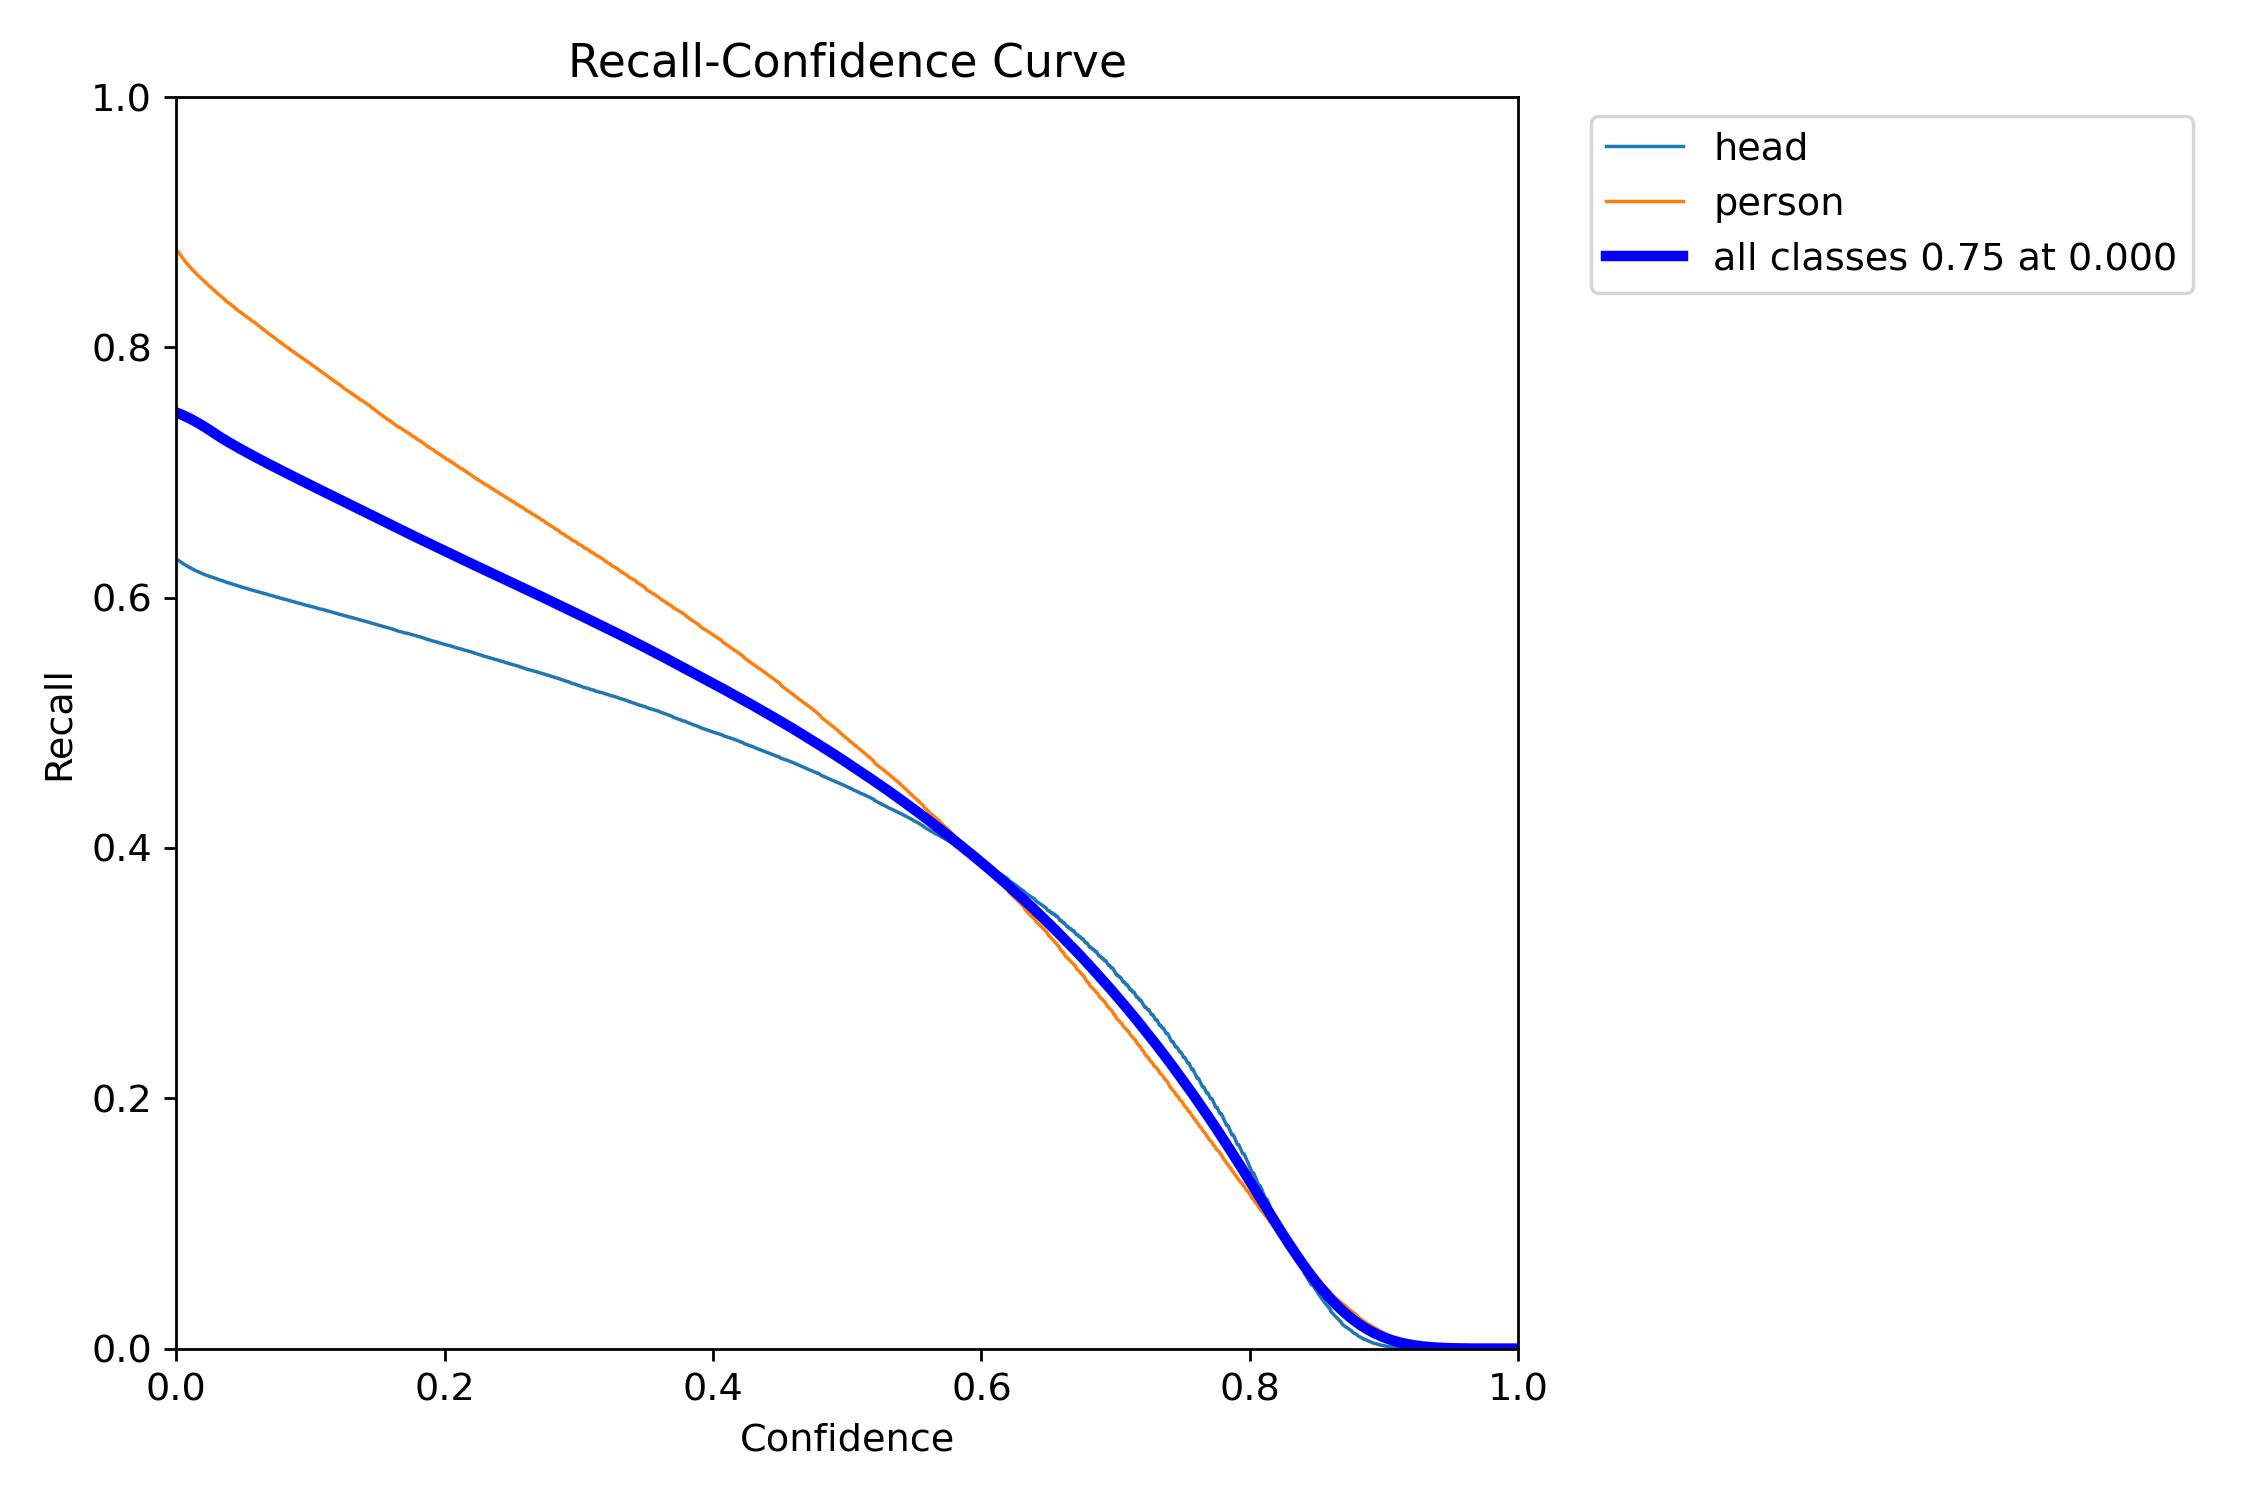 Recall-Confidence Curve
1.0
0.8
0.6
0.4
0.2
0.0
Recall
0.0 0.2 0.4 0.6 0.8 1.0
Confidence
head
person
all classes 0.75 at 0.000